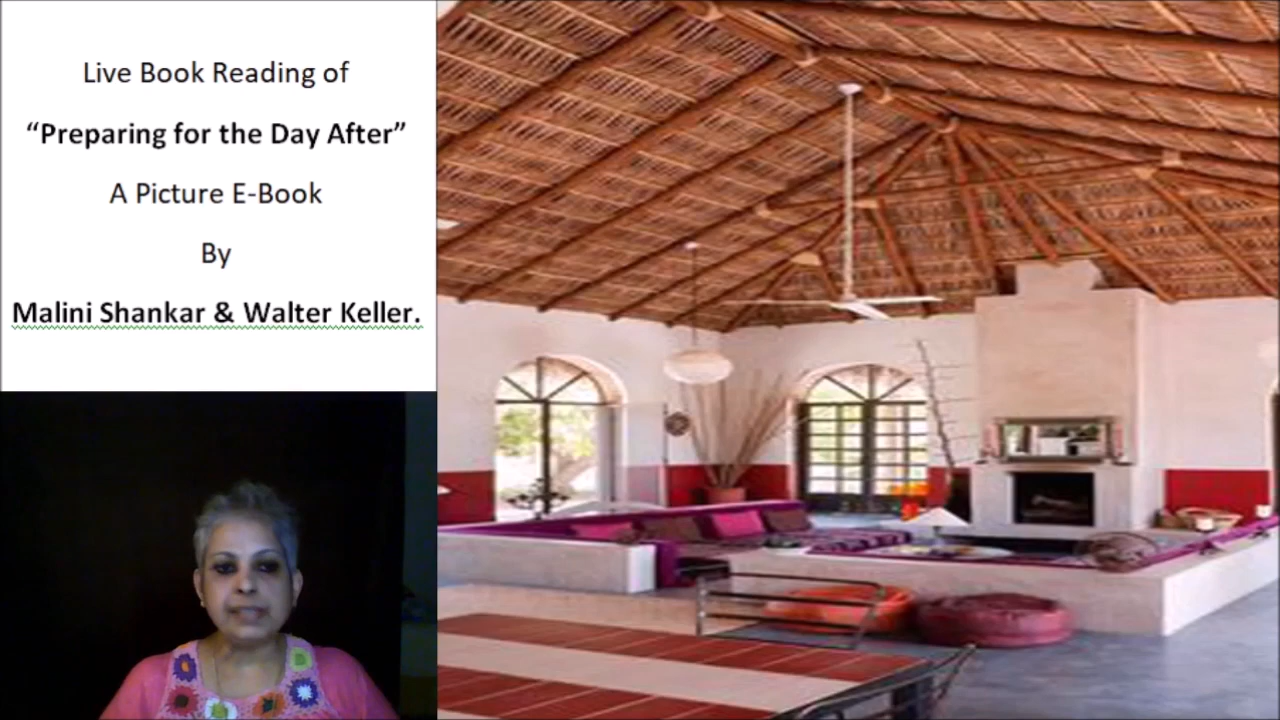 Live Book Reading of
“Preparing for the Day After”
A Picture E-Book
By
Malini Shankar & Walter Keller.